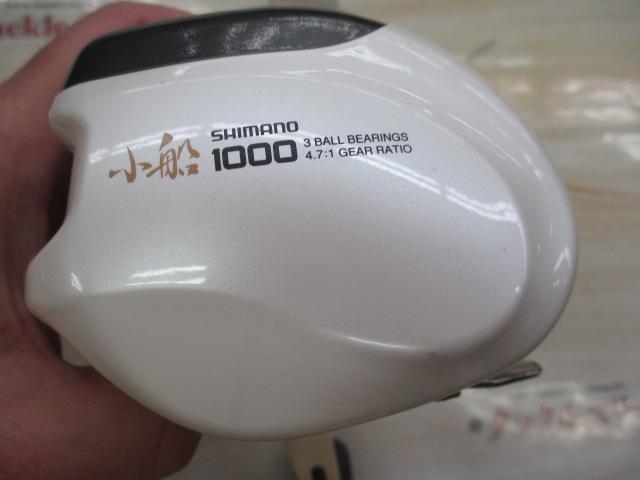 小船
SHIMANO
1000
3 BALL BEARINGS
4.7:1 GEAR RATIO